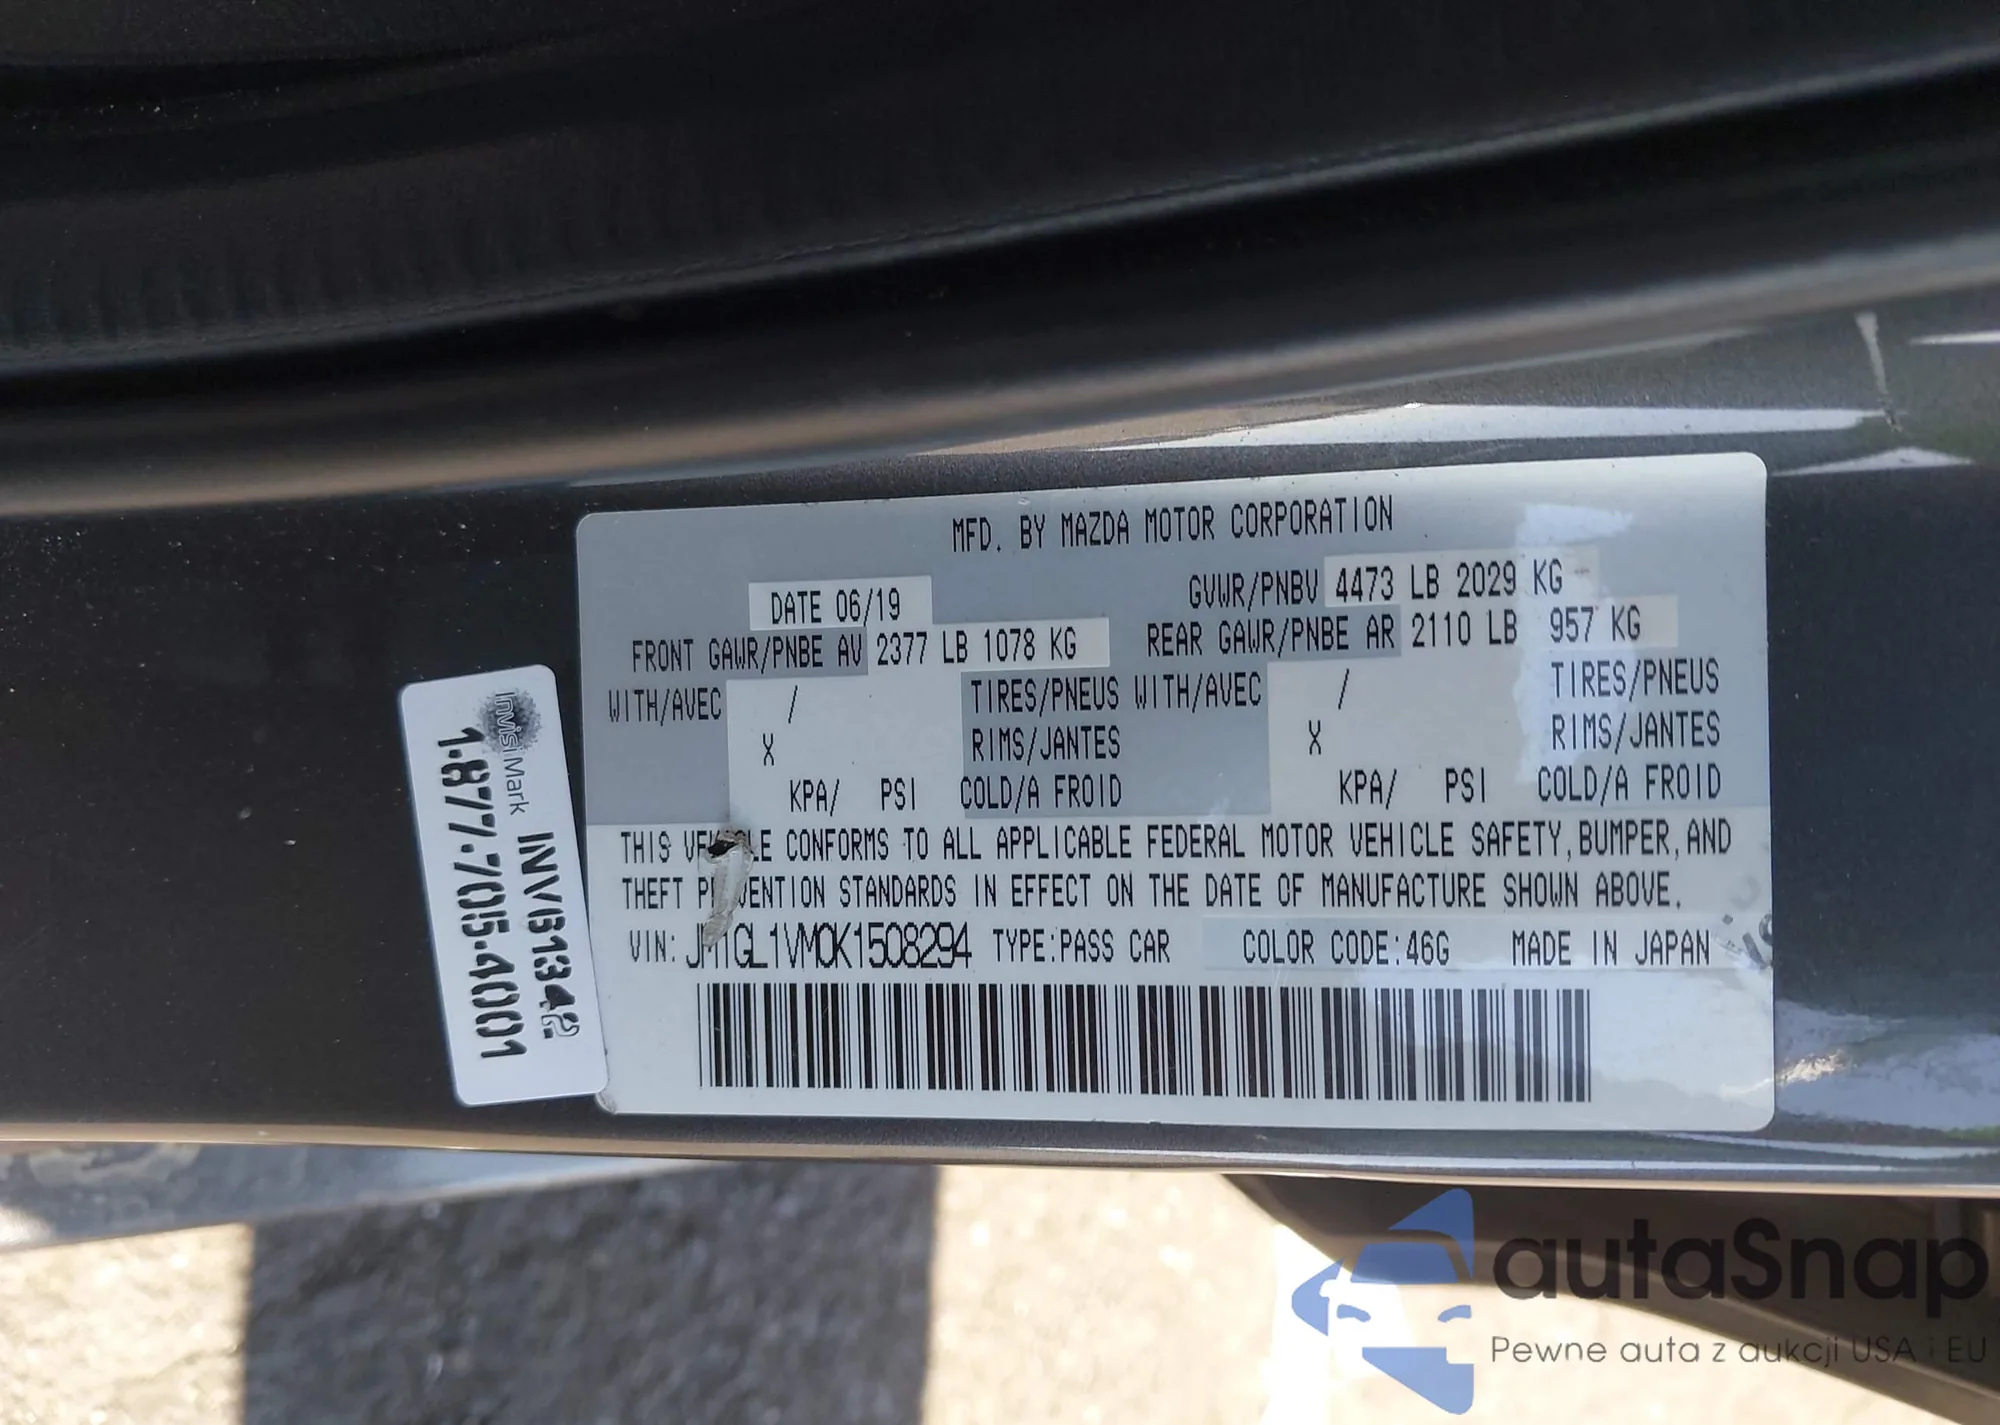 MFD. BY MAZDA MOTOR CORPORATION
DATE 06/19
GVWR/PNBV 4473 LB 2029 KG
FRONT GAWR/PNBE AV 2377 LB 1078 KG
REAR GAWR/PNBE AR 2110 LB 957 KG
WITH/AVEC / TIRES/PNEUS WITH/AVEC / TIRES/PNEUS
X RIMS/JANTES X RIMS/JANTES
KPA/ PSI COLD/A FROID KPA/ PSI COLD/A FROID
THIS CONFORMS TO ALL APPLICABLE FEDERAL MOTOR VEHICLE SAFETY, BUMPER, AND
THEFT STANDARDS IN EFFECT ON THE DATE OF MANUFACTURE SHOWN ABOVE.
VIN: JM1GL1VM0K1508294 TYPE:PASS CAR COLOR CODE:46G MADE IN JAPAN
InvisiMark INV61342
1.877.705.4001
autaSnap
Pewne auta z aukcji USA i EU